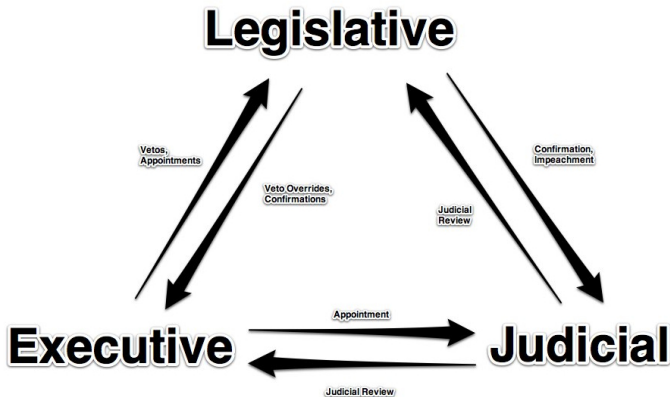 Legislative
Vetos,
Appointments
Veto Overrides,
Confirmations
Judicial
Review
Confirmation,
Impeachment
Executive
Appointment
Judicial Review
Judicial